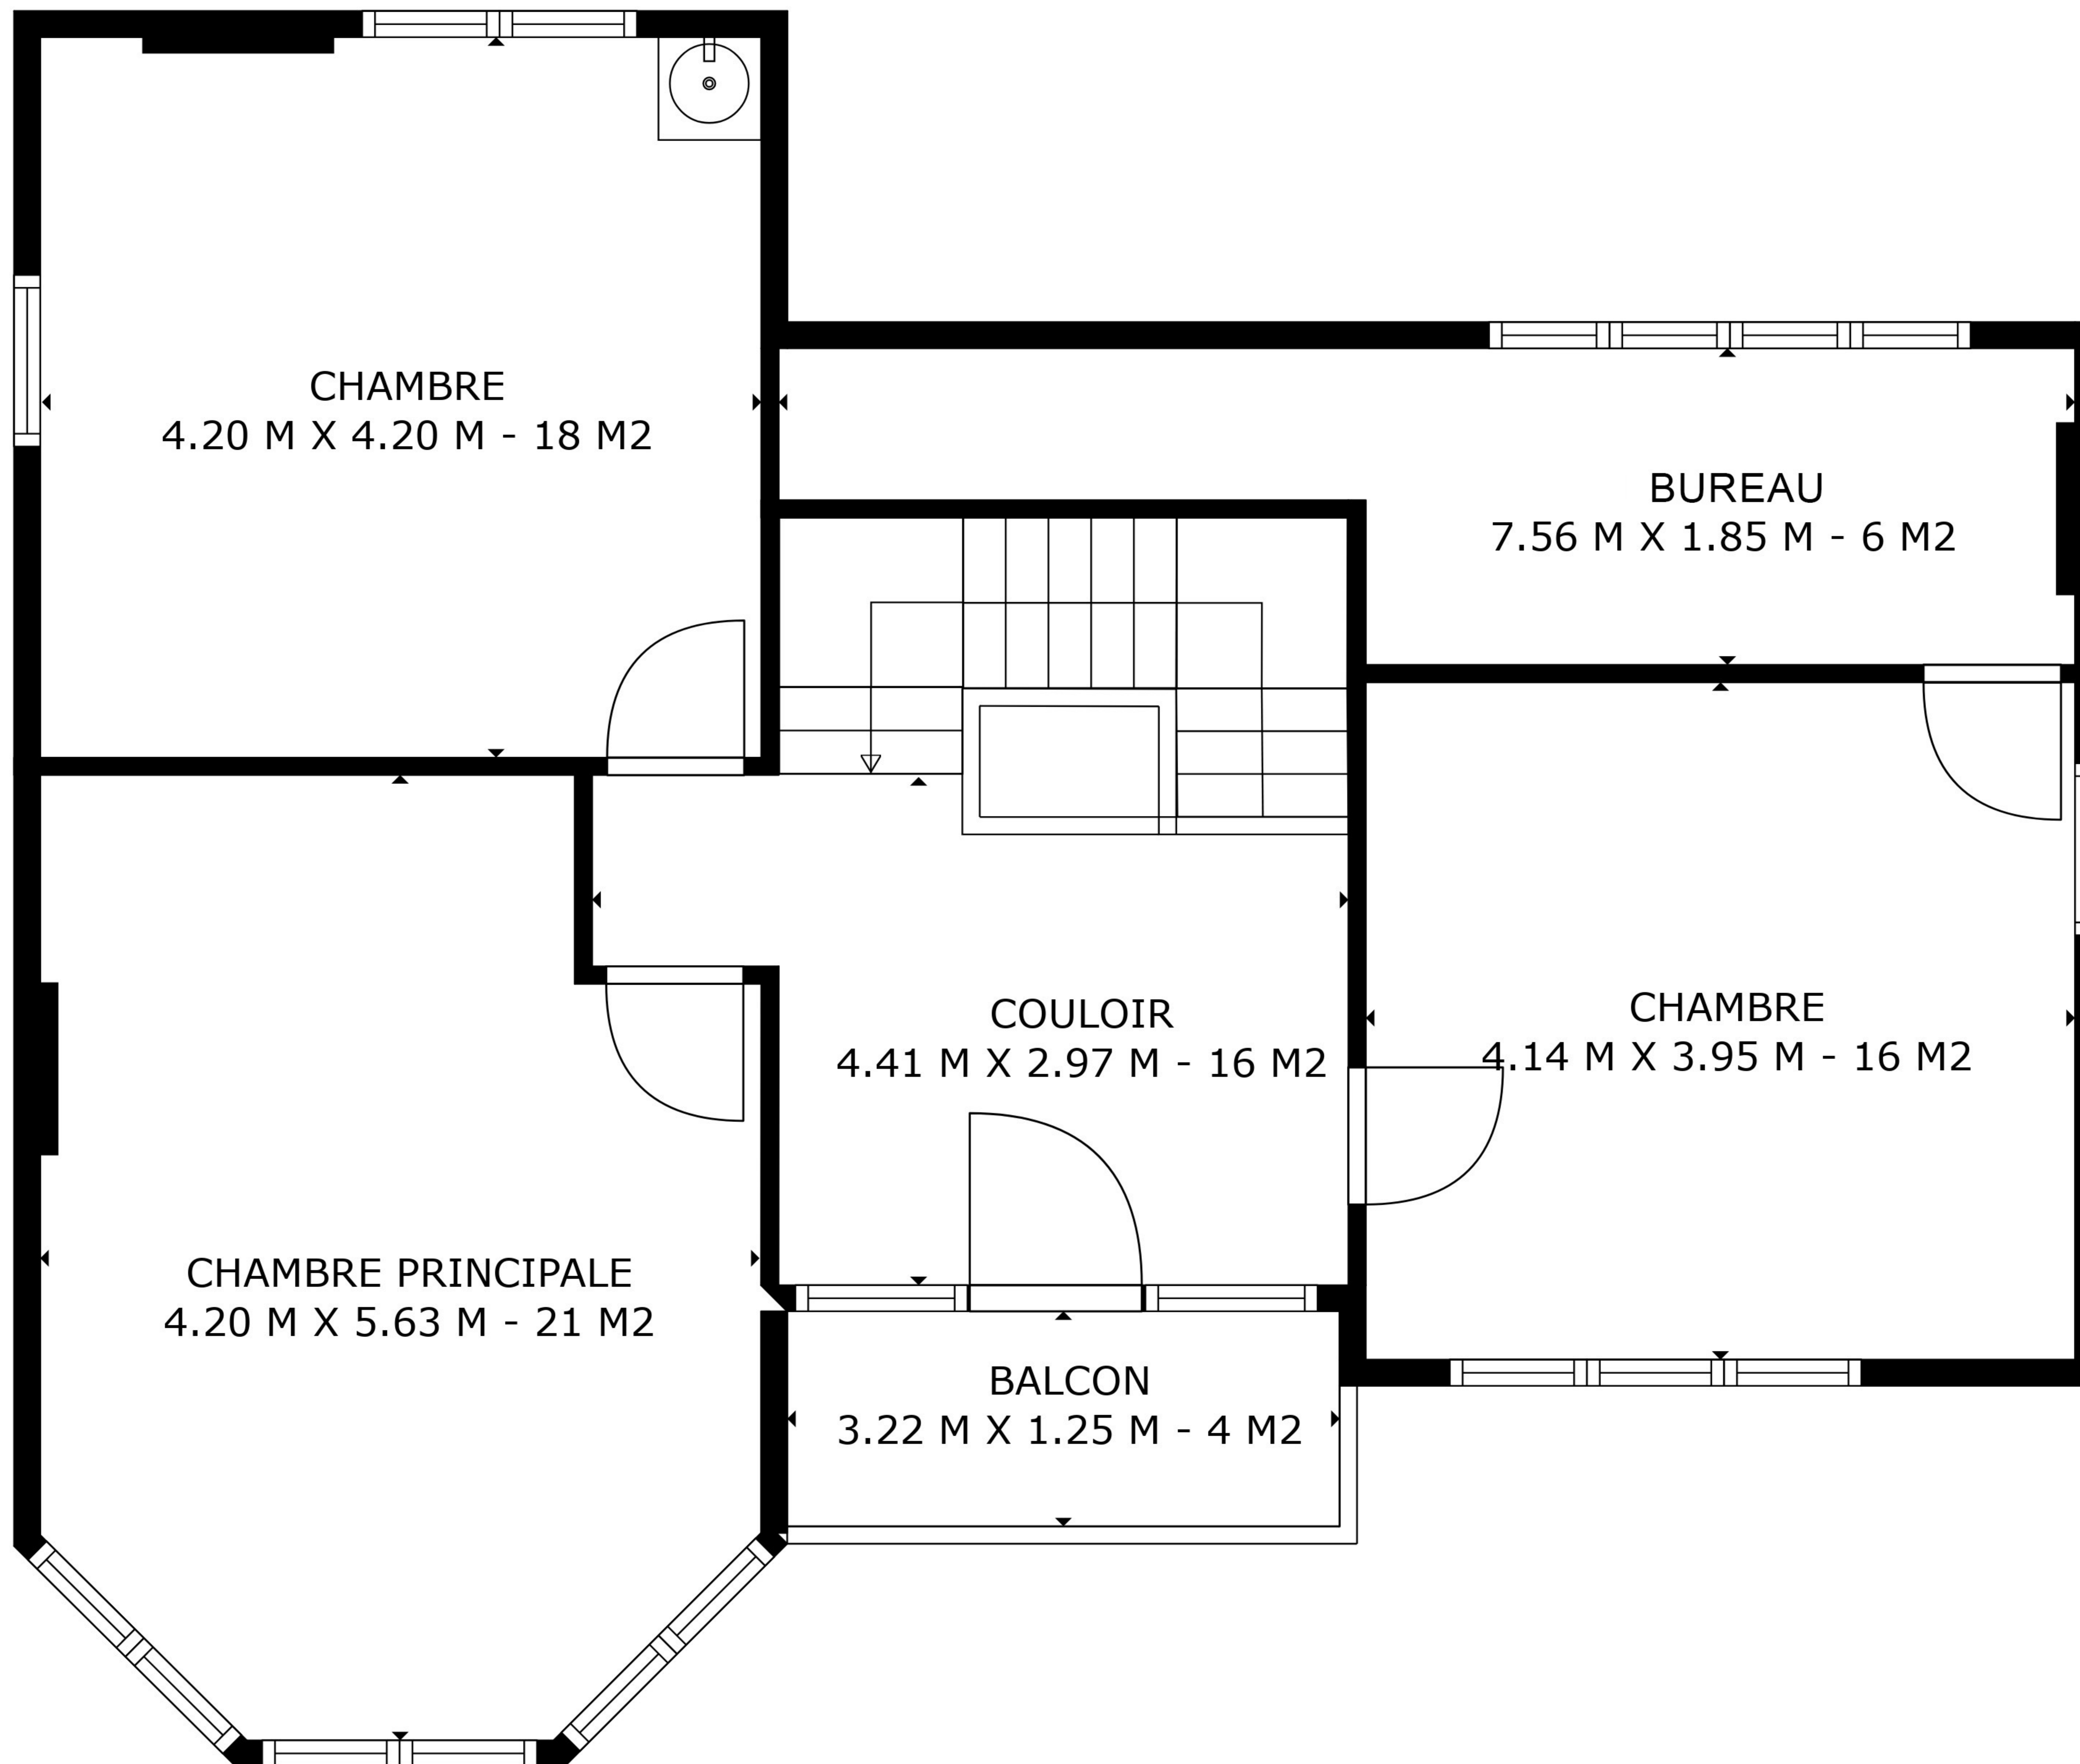 CHAMBRE
4.20 M X 4.20 M - 18 M2
BUREAU
7.56 M X 1.85 M - 6 M2
COULOIR
4.41 M X 2.97 M - 16 M2
CHAMBRE
4.14 M X 3.95 M - 16 M2
CHAMBRE PRINCIPALE
4.20 M X 5.63 M - 21 M2
BALCON
3.22 M X 1.25 M - 4 M2